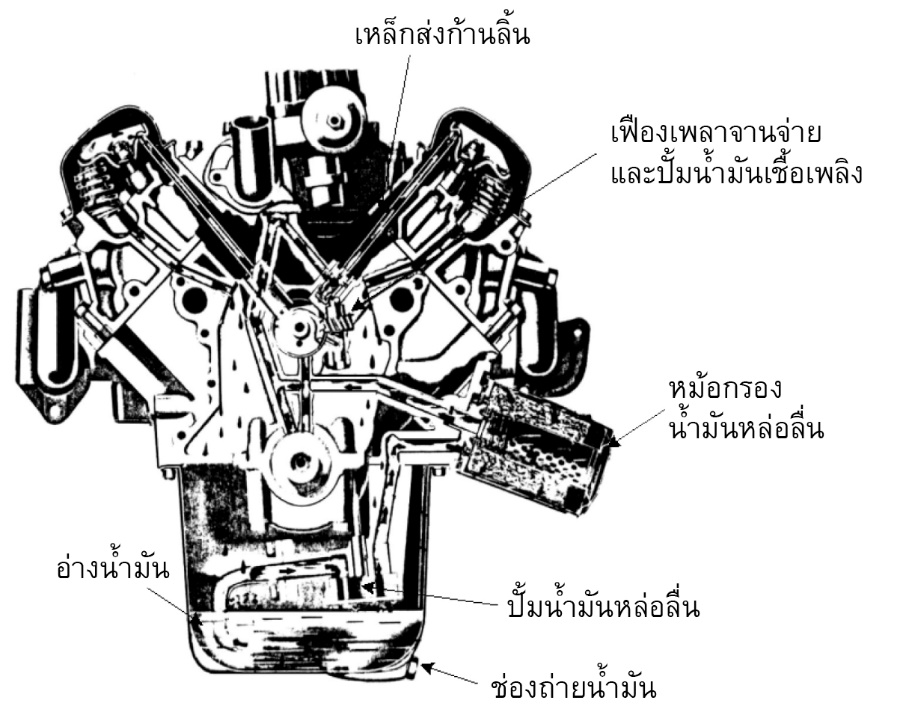 เหล็กส่งก้านลิ้น
เฟืองเพลาจานจ่าย
และปั้มน้ำมันเชื้อเพลิง
หม้อกรอง
น้ำมันหล่อลื่น
อ่างน้ำมัน
ปั้มน้ำมันหล่อลื่น
ช่องถ่ายน้ำมัน